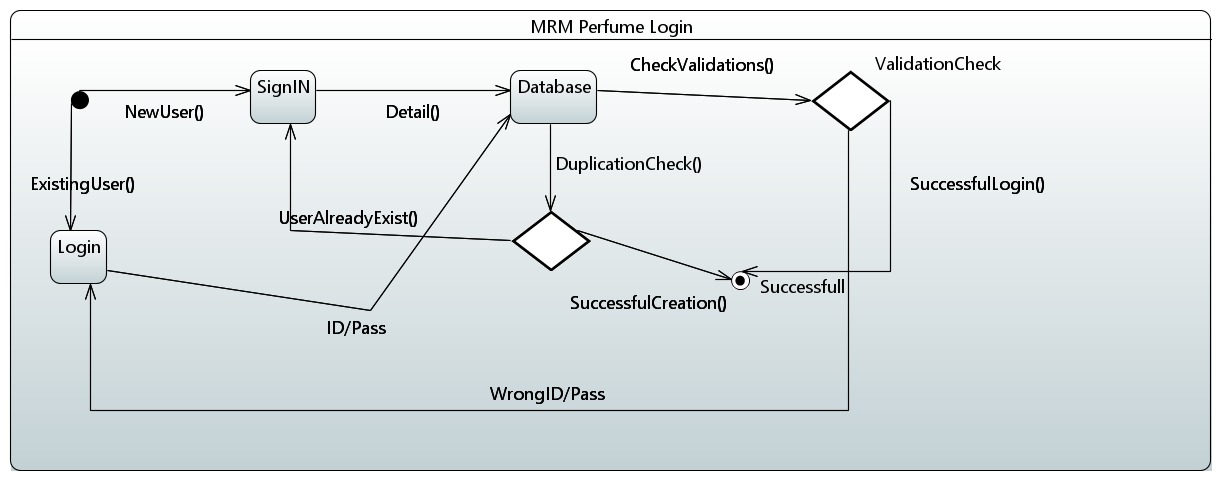 MRM Perfume Login
CheckValidations()
ValidationCheck
SignIN
Database
NewUser()
Detail()
DuplicationCheck()
ExistingUser()
SuccessfulLogin()
UserAlreadyExist()
Login
Successfull
SuccessfulCreation()
ID/Pass
WrongID/Pass